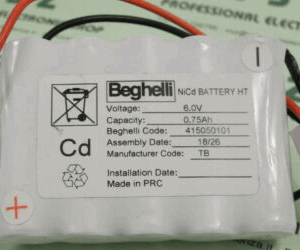 PROFESSIONAL ELECT
Beghelli NiCd BATTERY HT
Voltage: 6.0V
Capacity: 0.75Ah
Beghelli Code: 415050101
Assembly Date: 18/26
Manufacturer Code: TB
Cd
Installation Date:
Made in PRC